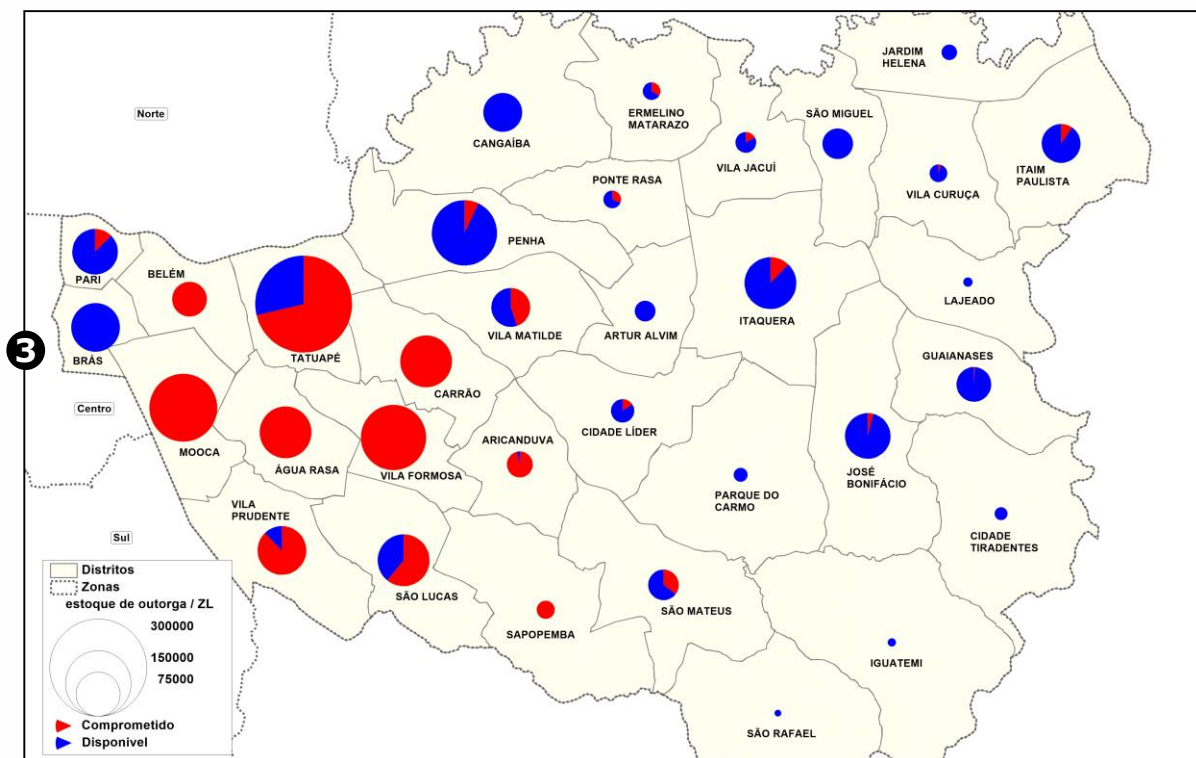 JARDIM
HELENA
Norte
ERMELINO
MATARAZO
SÃO MIGUEL
CANGAÍBA
VILA JACUÍ
ITAIM
PAULISTA
PONTE RASA
VILA CURUÇA
PENHA
PARI
BELÉM
LAJEADO
ITAQUERA
VILA MATILDE
ARTUR ALVIM
3
BRÁS
TATUAPÉ
GUAIANASES
CARRÃO
Centro
CIDADE LÍDER
ARICANDUVA
MOOCA
ÁGUA RASA
VILA FORMOSA
JOSÉ
BONIFÁCIO
PARQUE DO
CARMO
VILA
PRUDENTE
CIDADE
TIRADENTES
Sul
SÃO LUCAS
SÃO MATEUS
SAPOPEMBA
IGUATEMI
SÃO RAFAEL
Distritos
Zonas
estoque de outorga / ZL
300000
150000
75000
Comprometido
Disponivel